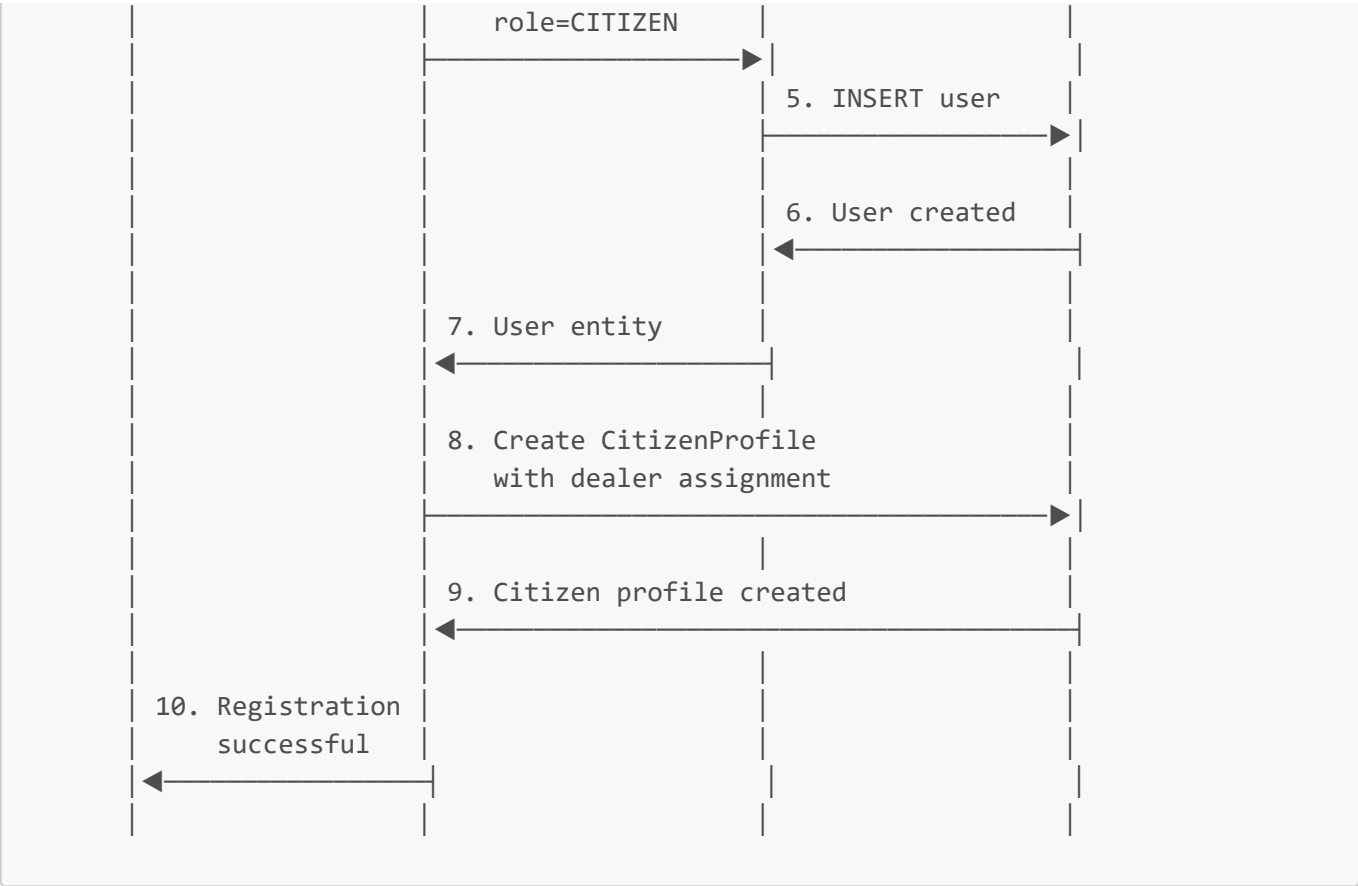 role=CITIZEN
5. INSERT user
6. User created
7. User entity
8. Create CitizenProfile
with dealer assignment
9. Citizen profile created
10. Registration
successful